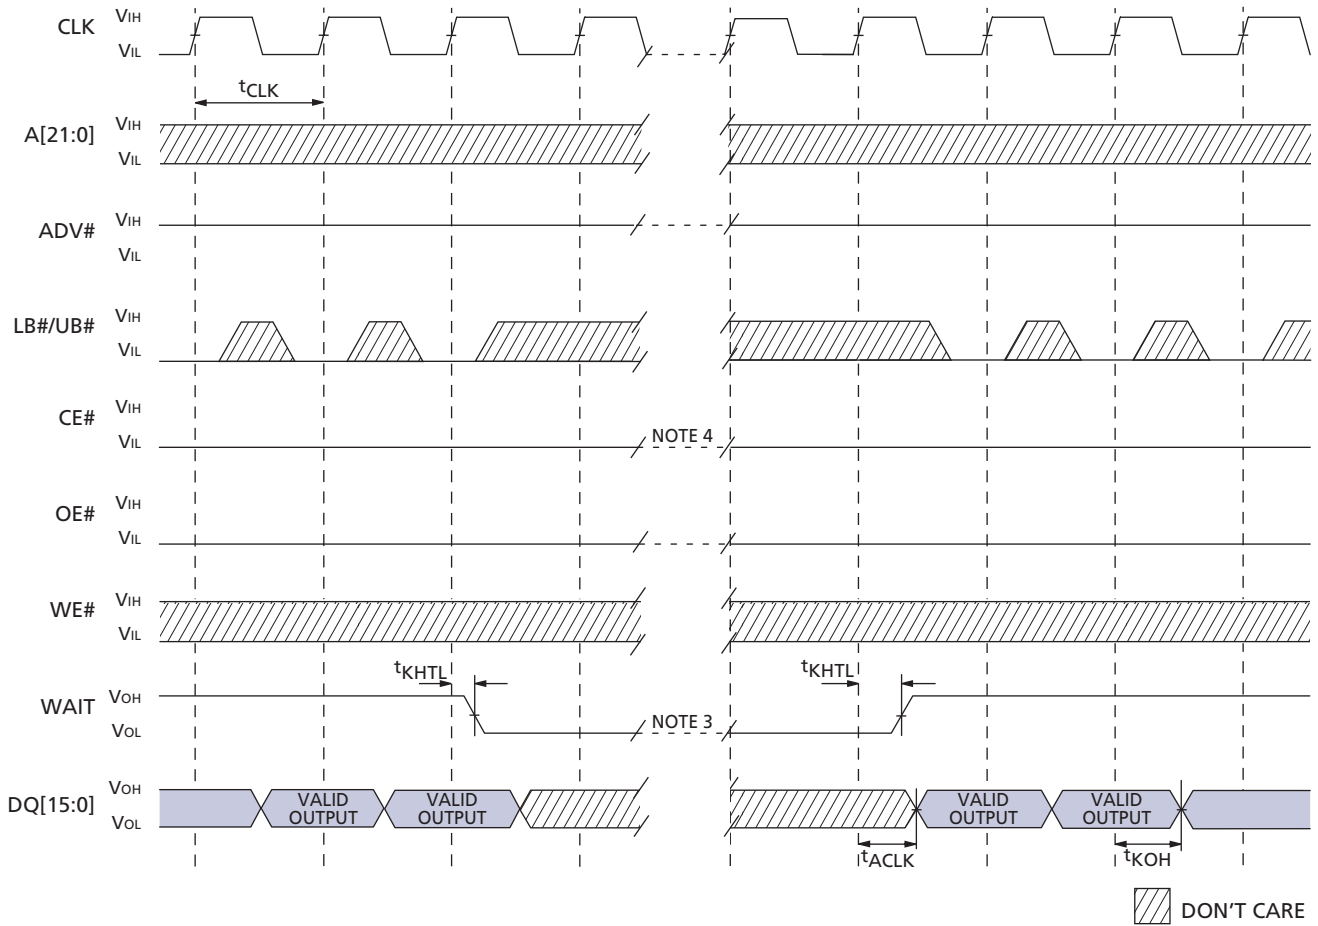 CLK VIH
VIL
tCLK
A[21:0] VIH
VIL
ADV# VIH
VIL
LB#/UB# VIH
VIL
CE# VIH
VIL
NOTE 4
OE# VIH
VIL
WE# VIH
VIL
tKHTL tKHTL
WAIT VOH
VOL
NOTE 3
DQ[15:0] VOH
VOL
VALID OUTPUT
VALID OUTPUT
VALID OUTPUT
VALID OUTPUT
tACLK tKOH
DON'T CARE